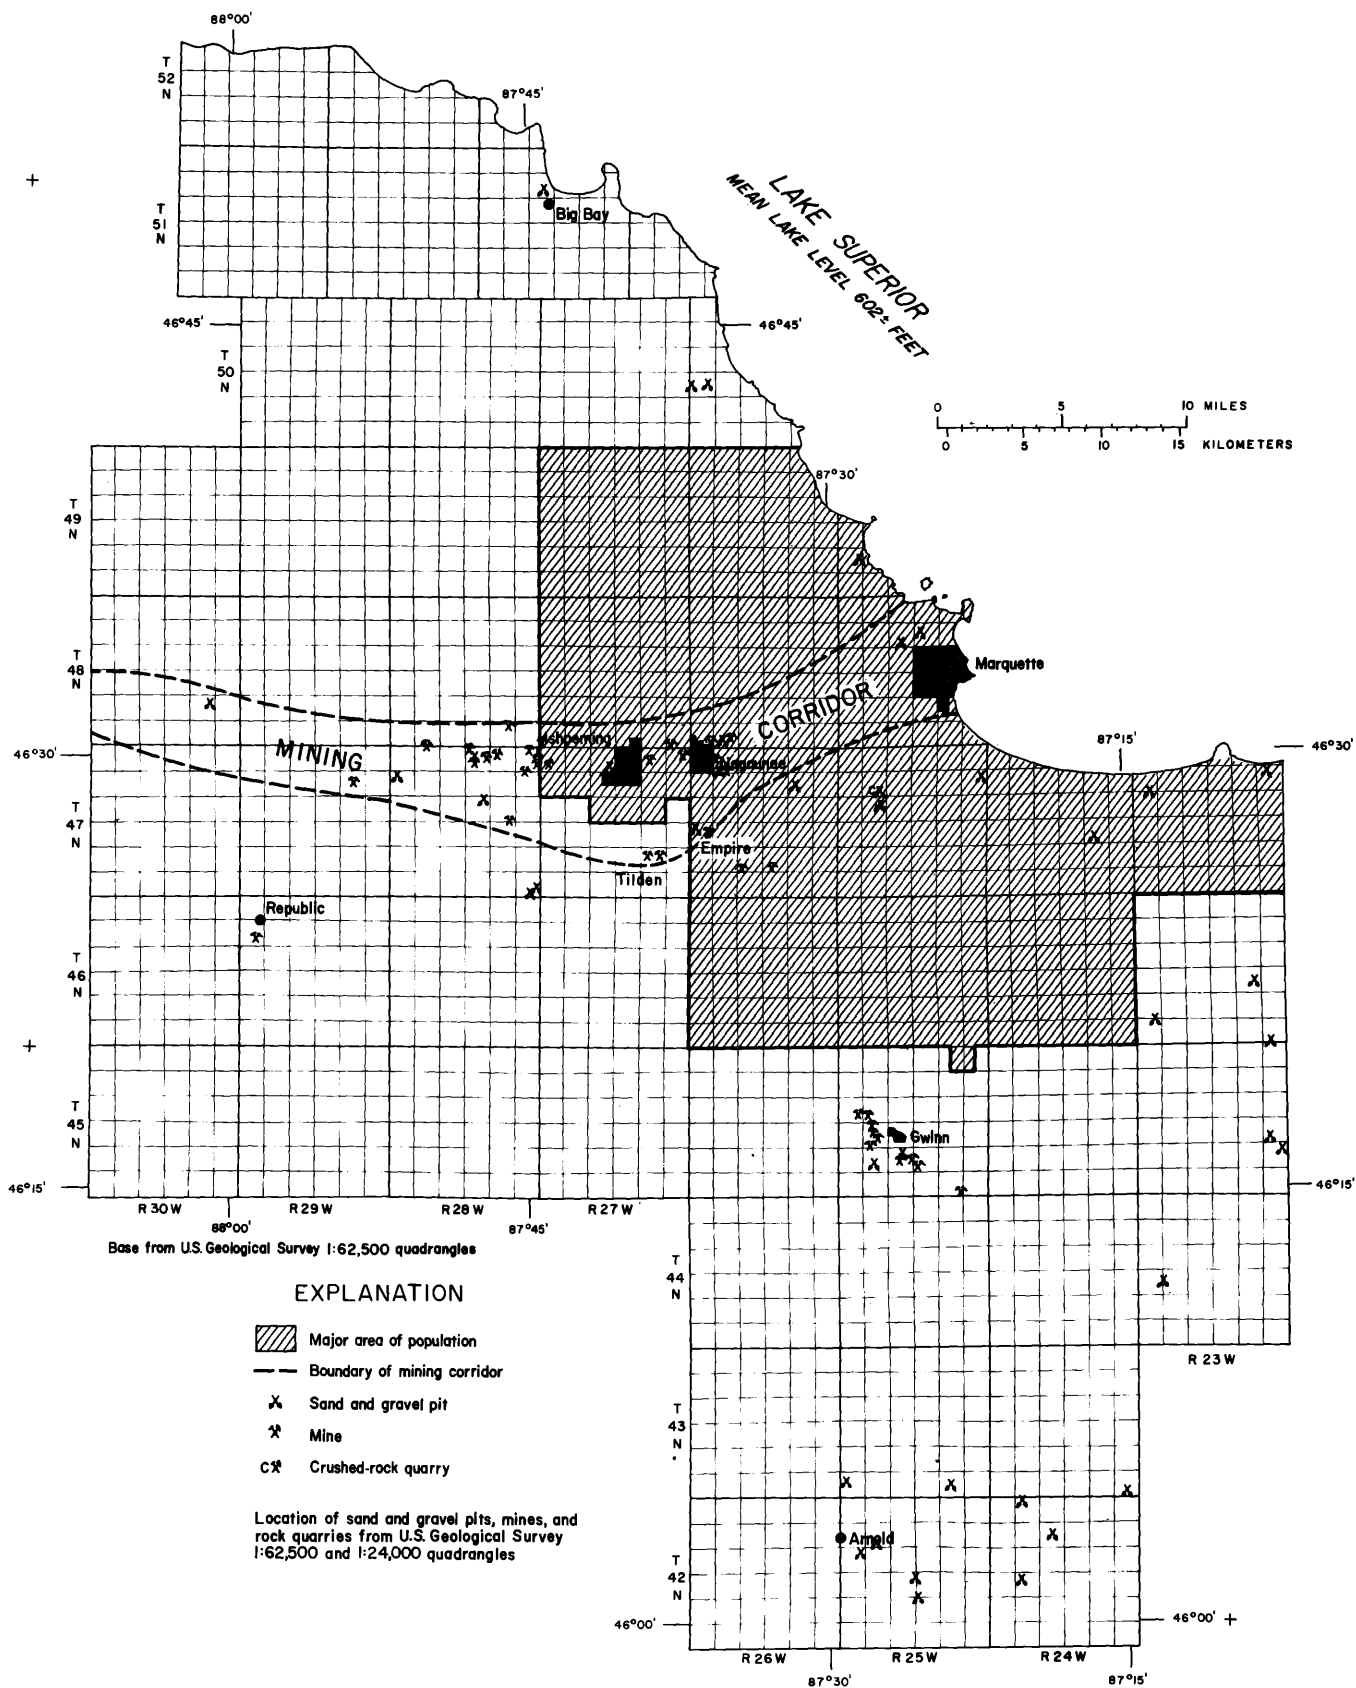 88°00'
T
52
N
87°45'
T
51
N
Big Bay
LAKE SUPERIOR
MEAN LAKE LEVEL 602± FEET
46°45'
46°45'
T
50
N
0 5 10 MILES
0 5 10 15 KILOMETERS
87°30'
T
49
N
T
48
N
Marquette
CORRIDOR
MINING
Ishpeming
Negaunee
46°30'
87°15'
46°30'
T
47
N
Empire
Tilden
Republic
T
46
N
T
45
N
Gwinn
46°15'
46°15'
R 30 W R 29 W R 28 W R 27 W
88°00' 87°45'
Base from U.S. Geological Survey 1:62,500 quadrangles
T
44
N
EXPLANATION
Major area of population
Boundary of mining corridor
Sand and gravel pit
Mine
C Crushed-rock quarry
Location of sand and gravel pits, mines, and
rock quarries from U.S. Geological Survey
1:62,500 and 1:24,000 quadrangles
R 23 W
T
43
N
Arnold
T
42
N
46°00'
46°00'
R 26 W R 25 W R 24 W
87°30' 87°15'
C